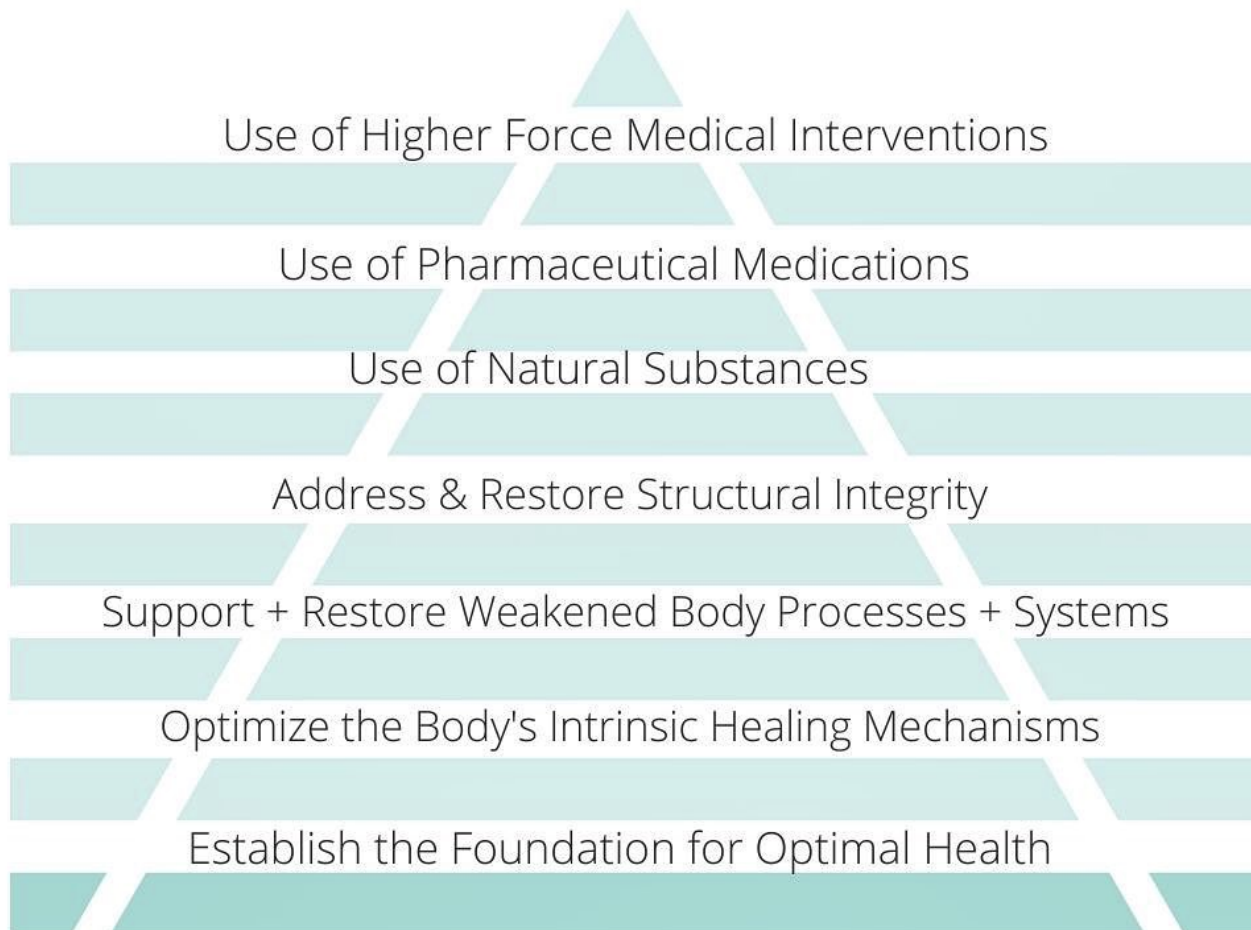 Use of Higher Force Medical Interventions
Use of Pharmaceutical Medications
Use of Natural Substances
Address & Restore Structural Integrity
Support + Restore Weakened Body Processes + Systems
Optimize the Body's Intrinsic Healing Mechanisms
Establish the Foundation for Optimal Health